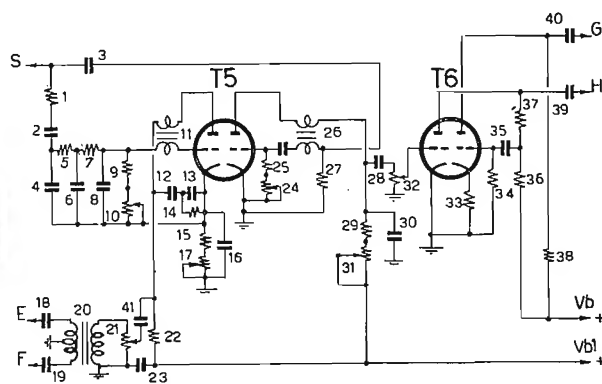 S 3 40 G
T5 T6 H
1 11 26 37 39
2 35
5 7 25 28 32 36
4 6 8 9 12 13 24 27 33 34
10 14 29 30
15 16 38
17 31
18 41 Vb +
E 20 21 22
F 19 23 Vb1 +